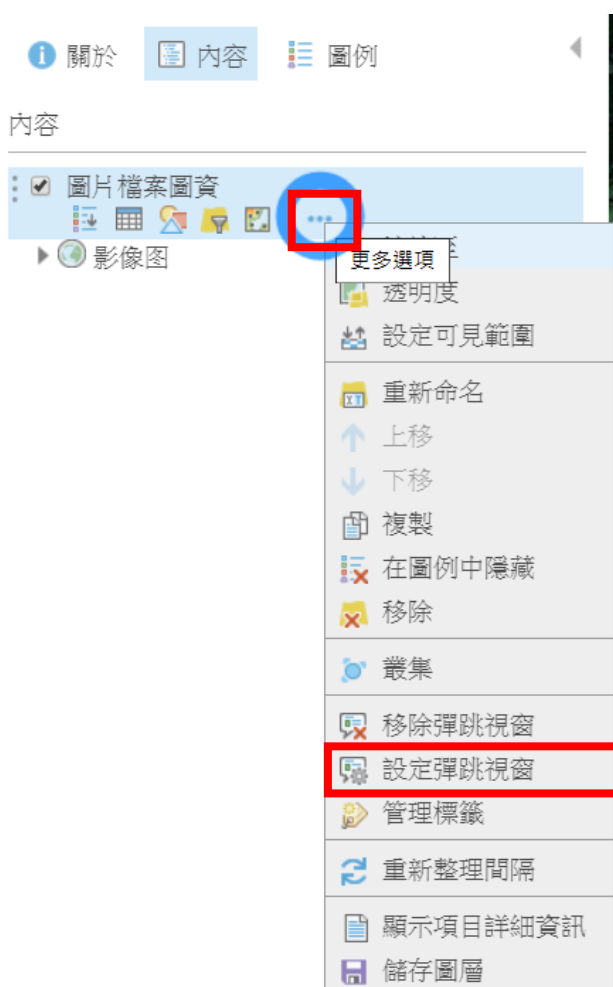 關於 內容 圖例
內容
圖片檔案圖資
影像图
更多選項
透明度
設定可見範圍
重新命名
上移
下移
複製
在圖例中隱藏
移除
叢集
移除彈跳視窗
設定彈跳視窗
管理標籤
重新整理間隔
顯示項目詳細資訊
儲存圖層